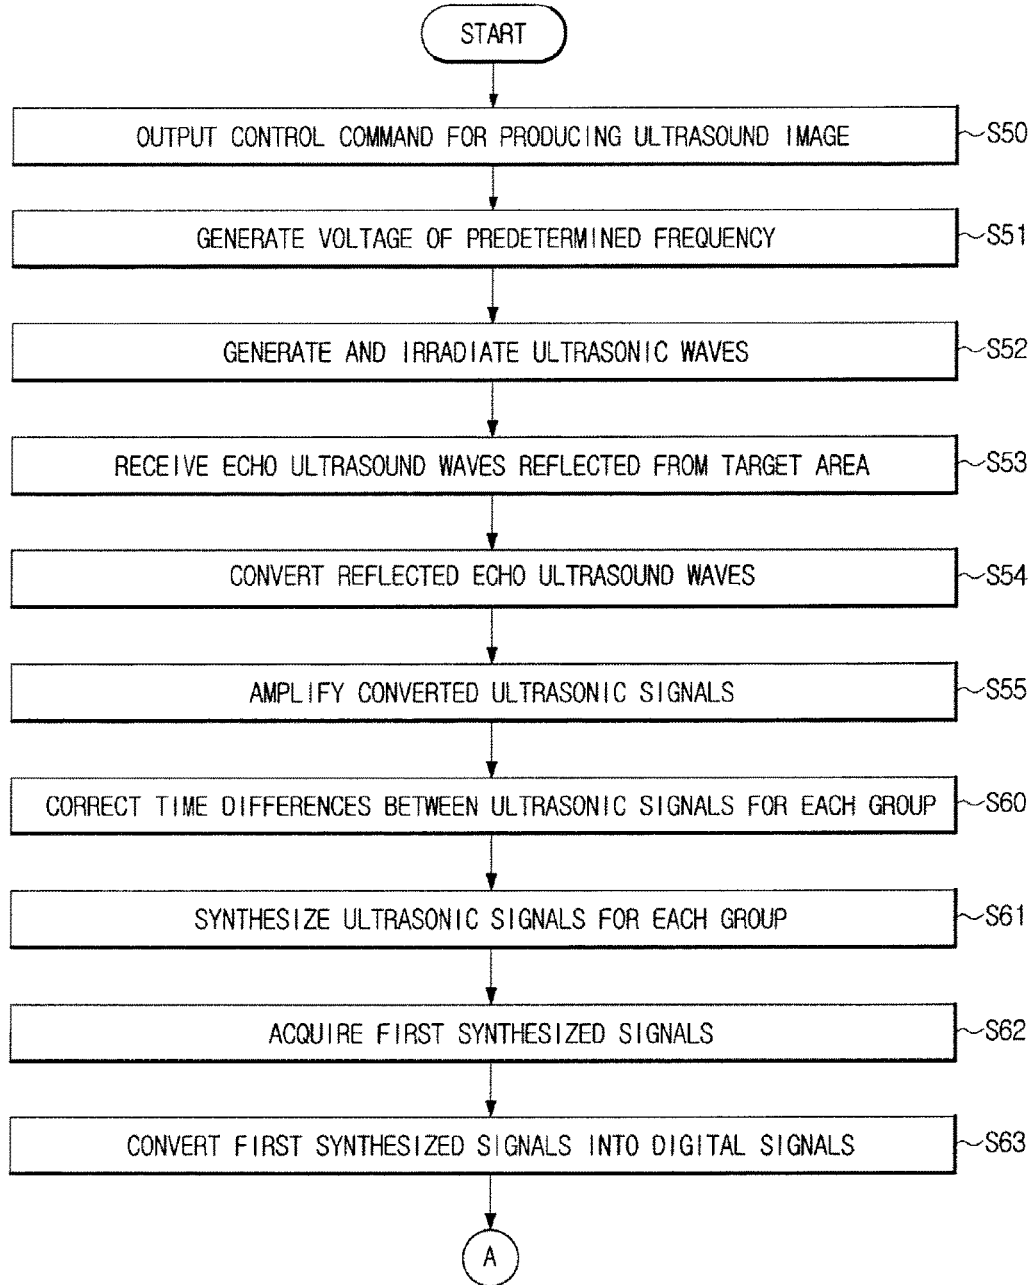 START
OUTPUT CONTROL COMMAND FOR PRODUCING ULTRASOUND IMAGE
S50
GENERATE VOLTAGE OF PREDETERMINED FREQUENCY
S51
GENERATE AND IRRADIATE ULTRASONIC WAVES
S52
RECEIVE ECHO ULTRASOUND WAVES REFLECTED FROM TARGET AREA
S53
CONVERT REFLECTED ECHO ULTRASOUND WAVES
S54
AMPLIFY CONVERTED ULTRASONIC SIGNALS
S55
CORRECT TIME DIFFERENCES BETWEEN ULTRASONIC SIGNALS FOR EACH GROUP
S60
SYNTHESIZE ULTRASONIC SIGNALS FOR EACH GROUP
S61
ACQUIRE FIRST SYNTHESIZED SIGNALS
S62
CONVERT FIRST SYNTHESIZED SIGNALS INTO DIGITAL SIGNALS
S63
A